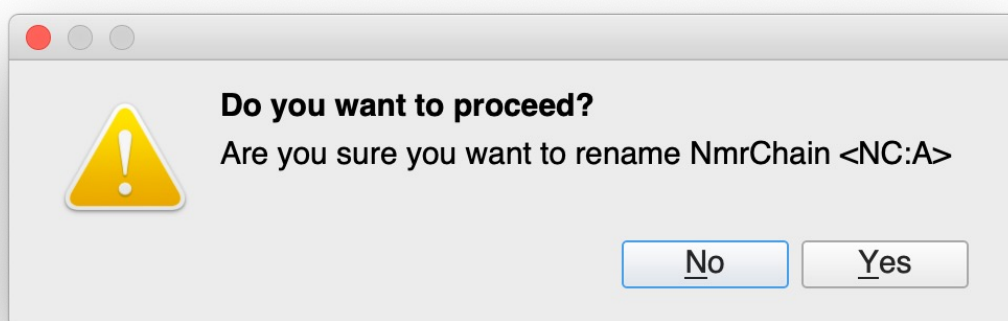 Do you want to proceed?
Are you sure you want to rename NmrChain <NC:A>
No Yes